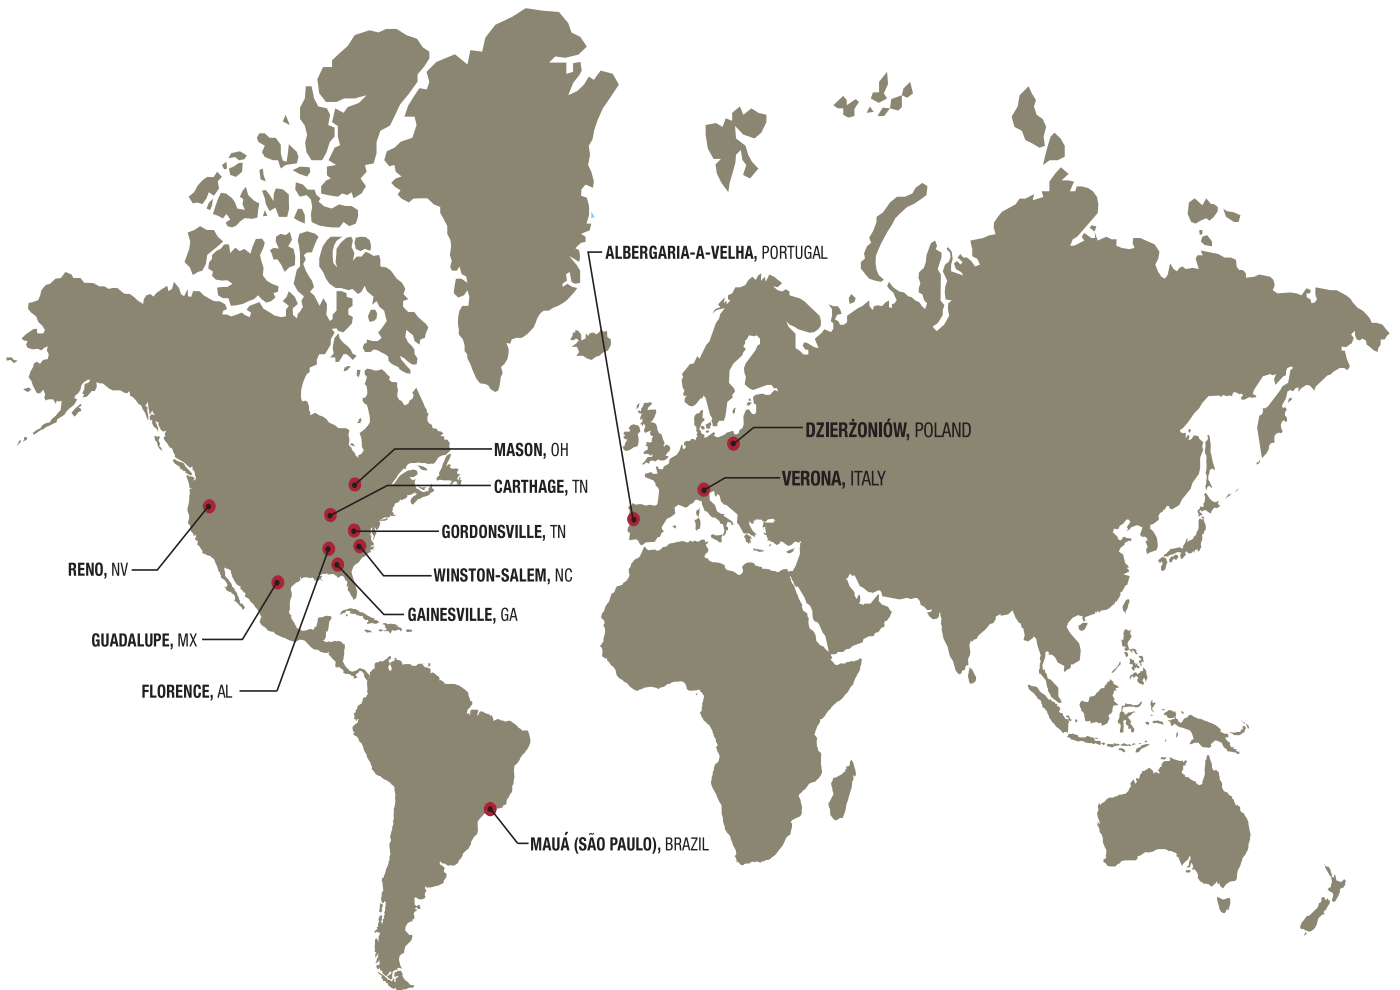 ALBERGARIA-A-VELHA, PORTUGAL
DZIERŻONIÓW, POLAND
MASON, OH
VERONA, ITALY
CARTHAGE, TN
GORDONSVILLE, TN
RENO, NV
WINSTON-SALEM, NC
GAINESVILLE, GA
GUADALUPE, MX
FLORENCE, AL
MAUÁ (SÃO PAULO), BRAZIL